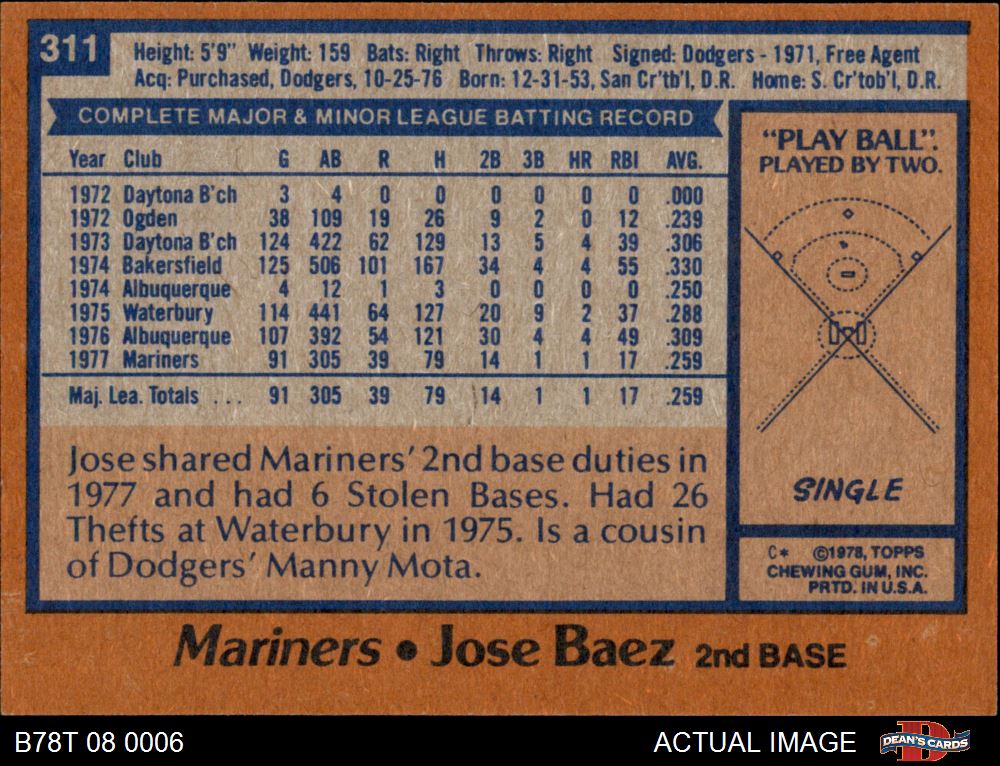 311
Height: 5'9" Weight: 159 Bats: Right Throws: Right Signed: Dodgers - 1971, Free Agent
Acq: Purchased, Dodgers, 10-25-76 Born: 12-31-53, San Cr'tb'l, D.R. Home: S. Cr'tob'l, D.R.
COMPLETE MAJOR & MINOR LEAGUE BATTING RECORD
Year Club G AB R H 2B 3B HR RBI AVG.
1972 Daytona B'ch 3 4 0 0 0 0 0 0 .000
1972 Ogden 38 109 19 26 9 2 0 12 .239
1973 Daytona B'ch 124 422 62 129 13 5 4 39 .306
1974 Bakersfield 125 506 101 167 34 4 4 55 .330
1974 Albuquerque 4 12 1 3 0 0 0 0 .250
1975 Waterbury 114 441 64 127 20 9 2 37 .288
1976 Albuquerque 107 392 54 121 30 4 4 49 .309
1977 Mariners 91 305 39 79 14 1 1 17 .259
Maj. Lea. Totals ... 91 305 39 79 14 1 1 17 .259
Jose shared Mariners' 2nd base duties in
1977 and had 6 Stolen Bases. Had 26
Thefts at Waterbury in 1975. Is a cousin
of Dodgers' Manny Mota.
"PLAY BALL".
PLAYED BY TWO.
SINGLE
C* ©1978, TOPPS
CHEWING GUM, INC.
PRTD. IN U.S.A.
Mariners • Jose Baez 2nd BASE
B78T 08 0006
ACTUAL IMAGE
DEAN'S CARDS